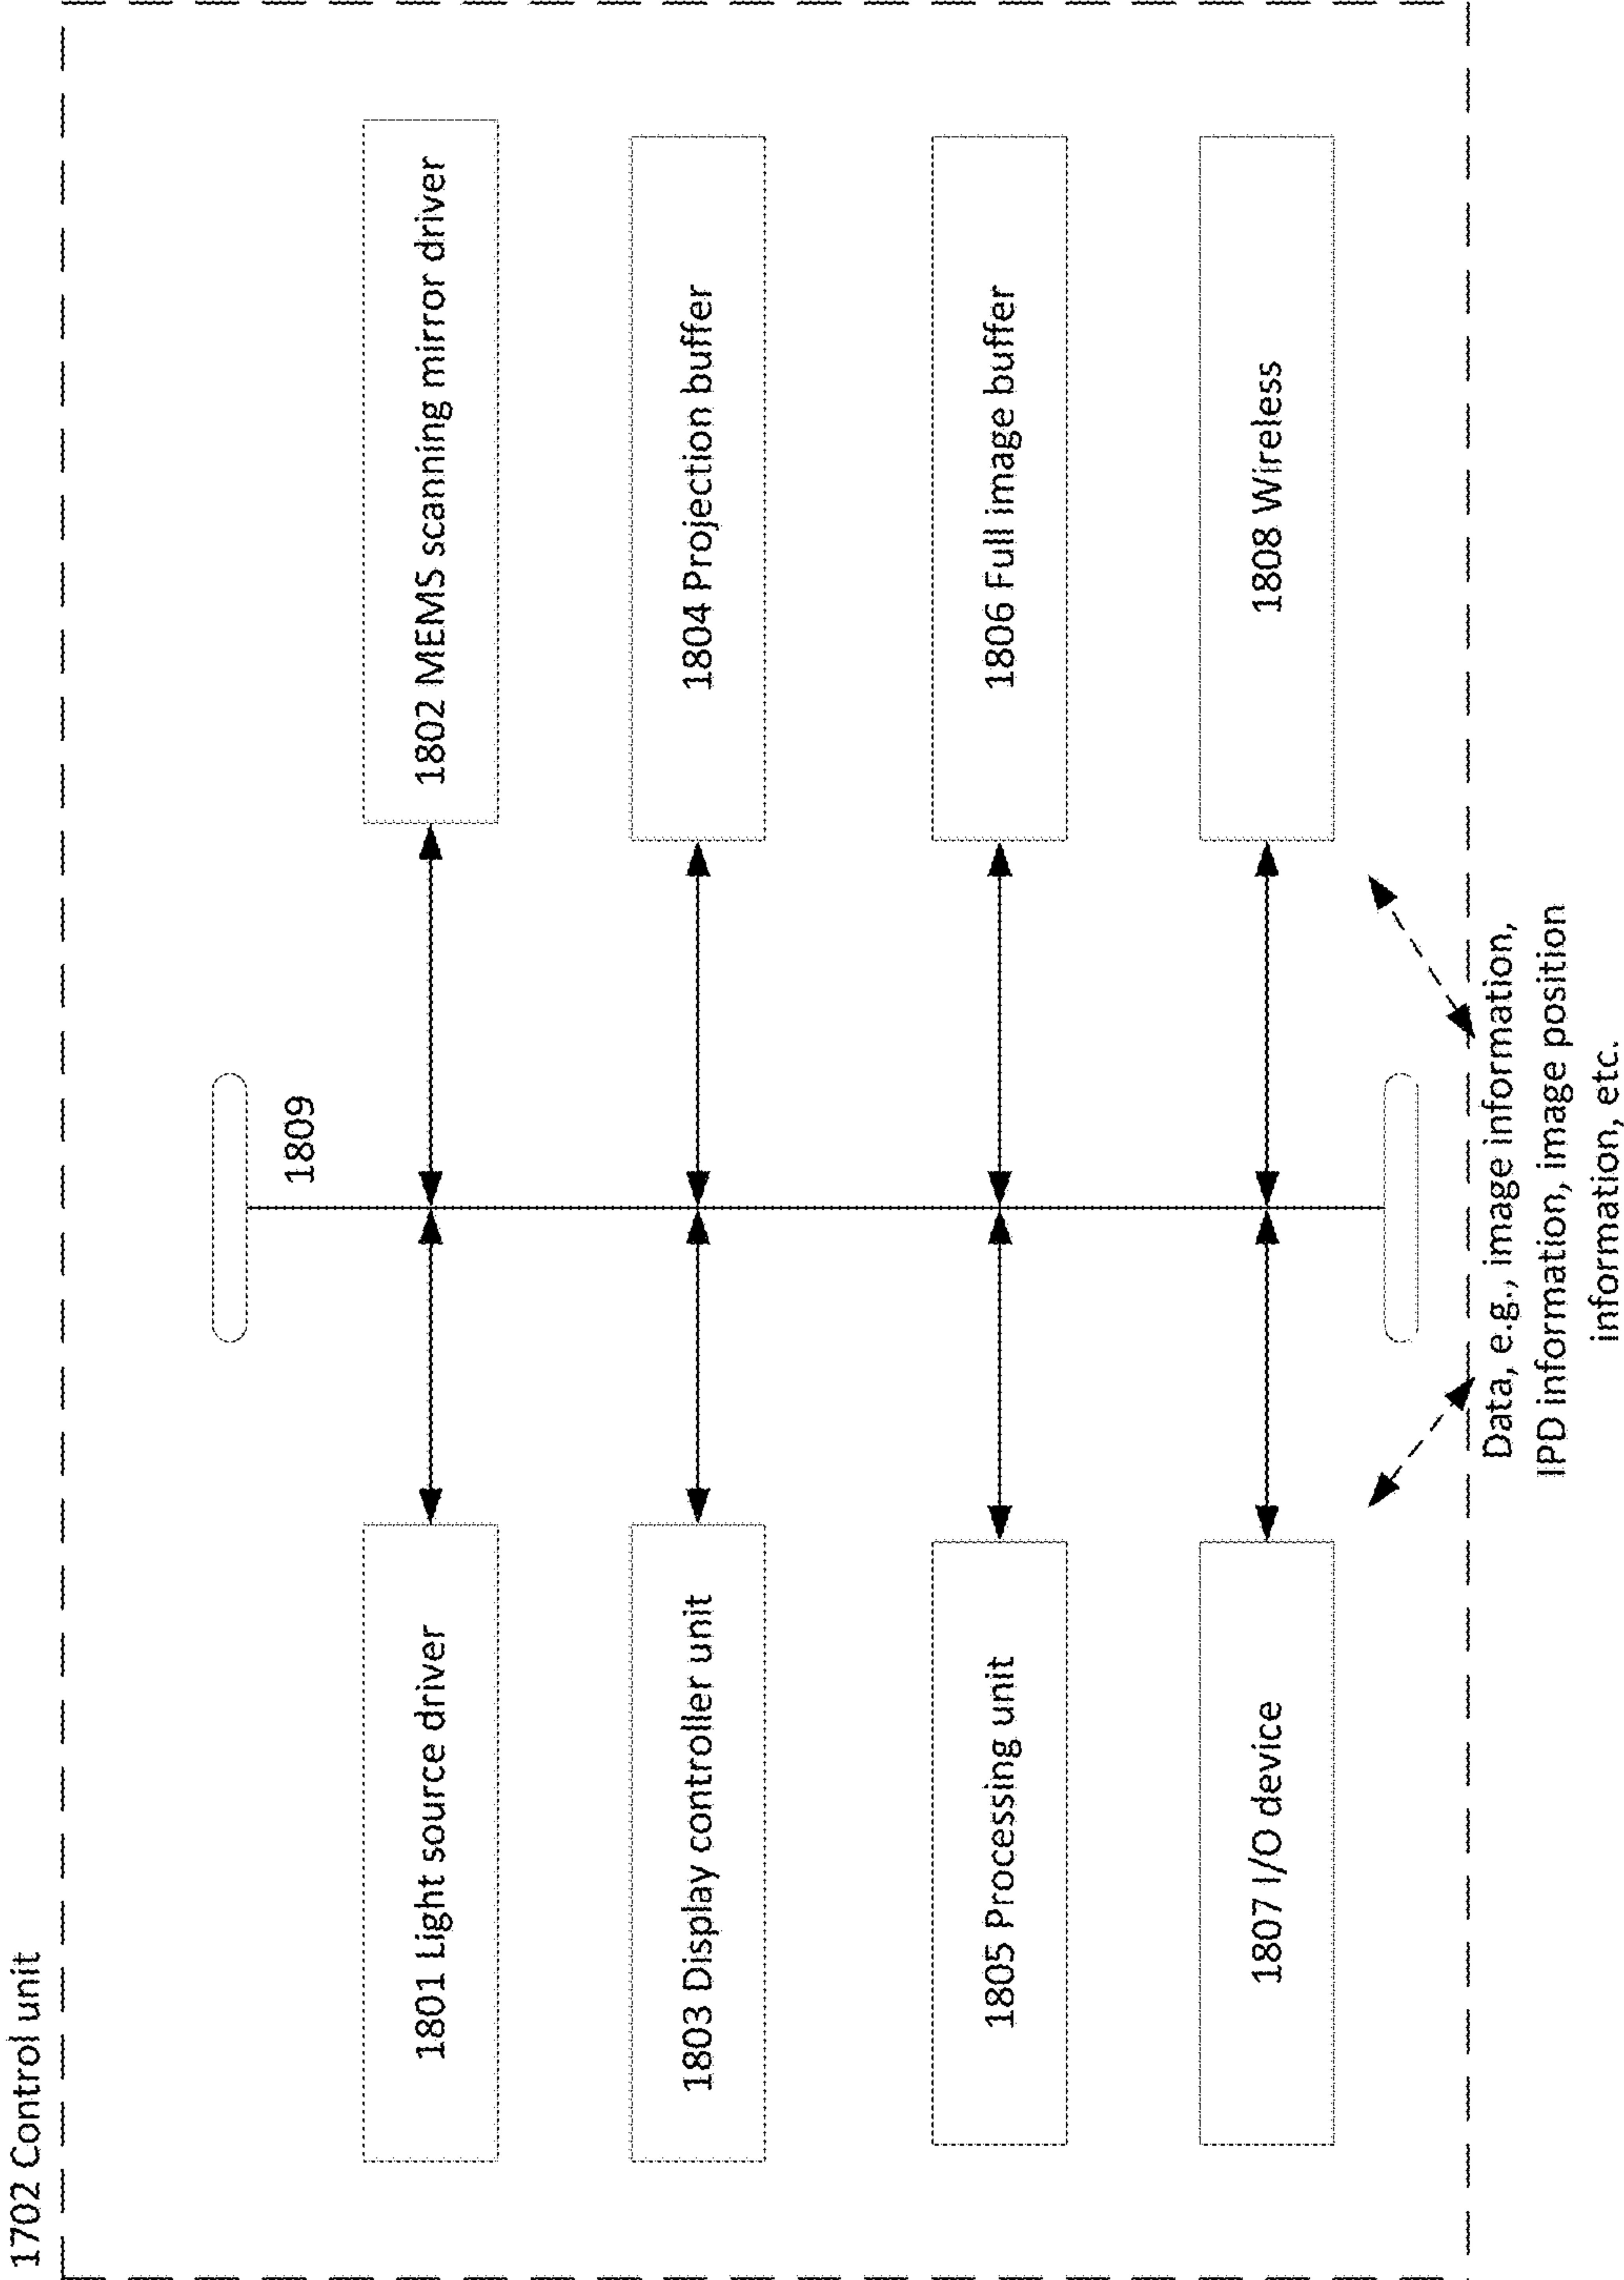 1702 Control unit
1809
1801 Light source driver
1802 MEMS scanning mirror driver
1803 Display controller unit
1804 Projection buffer
1805 Processing unit
1806 Full image buffer
1807 I/O device
1808 Wireless
Data, e.g., image information,
IPD information, image position
information, etc.